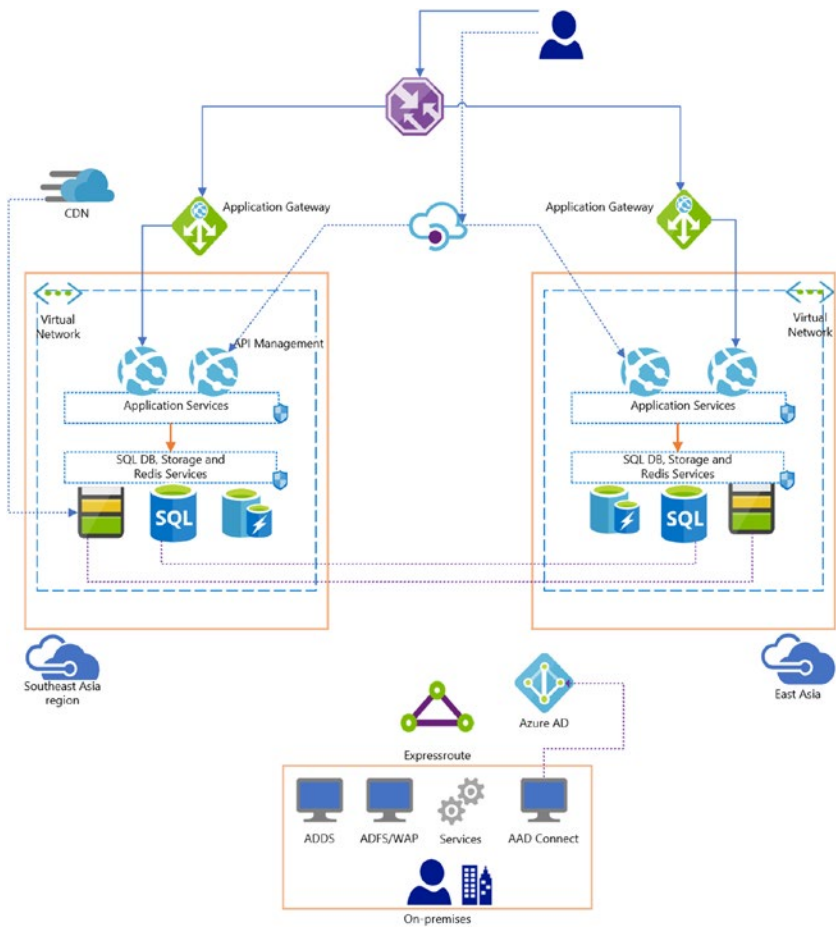 Application Gateway
Application Gateway
CDN
Virtual
Network
Virtual
Network
API Management
Application Services
Application Services
SQL DB, Storage and
Redis Services
SQL DB, Storage and
Redis Services
SQL
SQL
Southeast Asia
region
East Asia
Azure AD
Expressroute
ADDS
ADFS/WAP
Services
AAD Connect
On-premises